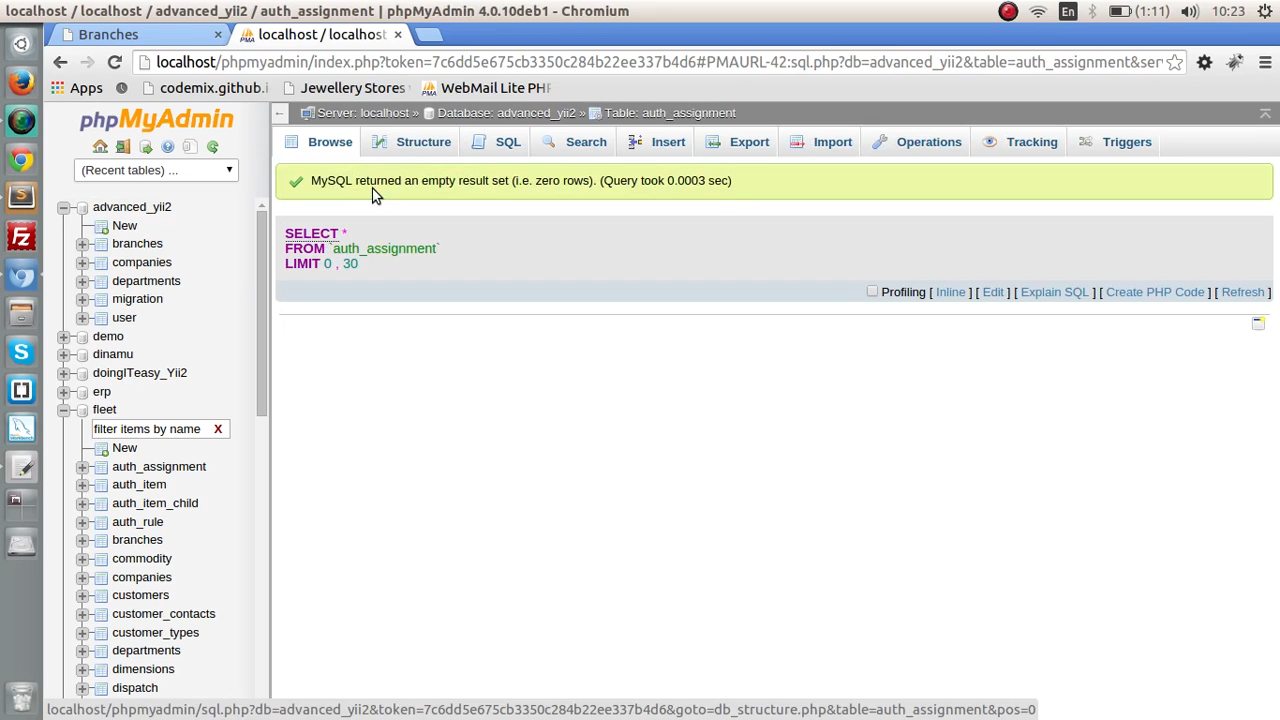 localhost / localhost / advanced_yii2 / auth_assignment | phpMyAdmin 4.0.10deb1 - Chromium
En
(1:11)
10:23
Branches
×
localhost / localhost
×
localhost/phpmyadmin/index.php?token=7c6dd5e675cb3350c284b22ee337b4d6#PMAURL-42:sql.php?db=advanced_yii2&table=auth_assignment&ser
Apps
codemix.github.i
Jewellery Stores
WebMail Lite PHP
phpMyAdmin
(Recent tables) ...
advanced_yii2
New
branches
companies
departments
migration
user
demo
dinamu
doingITeasy_Yii2
erp
fleet
filter items by name X
New
auth_assignment
auth_item
auth_item_child
auth_rule
branches
commodity
companies
customers
customer_contacts
customer_types
departments
dimensions
dispatch
Server: localhost » Database: advanced_yii2 » Table: auth_assignment
Browse
Structure
SQL
Search
Insert
Export
Import
Operations
Tracking
Triggers
MySQL returned an empty result set (i.e. zero rows). (Query took 0.0003 sec)
SELECT *
FROM `auth_assignment`
LIMIT 0 , 30
Profiling [ Inline ] [ Edit ] [ Explain SQL ] [ Create PHP Code ] [ Refresh ]
localhost/phpmyadmin/sql.php?db=advanced_yii2&token=7c6dd5e675cb3350c284b22ee337b4d6&goto=db_structure.php&table=auth_assignment&pos=0